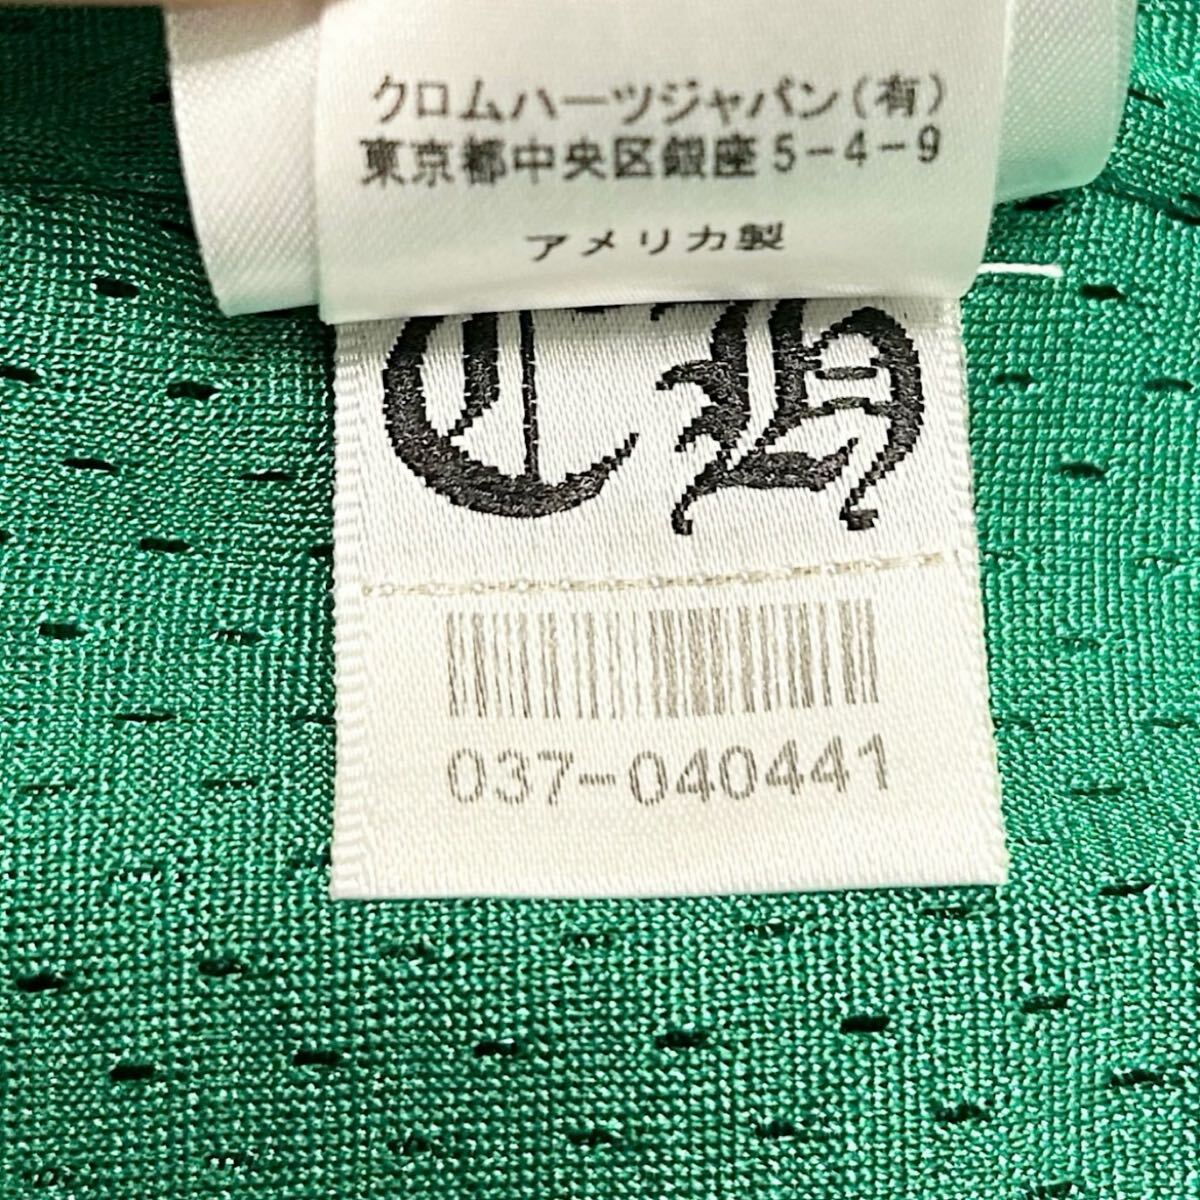 クロムハーツジャパン(有)
東京都中央区銀座5-4-9
アメリカ製
CH
037-040441